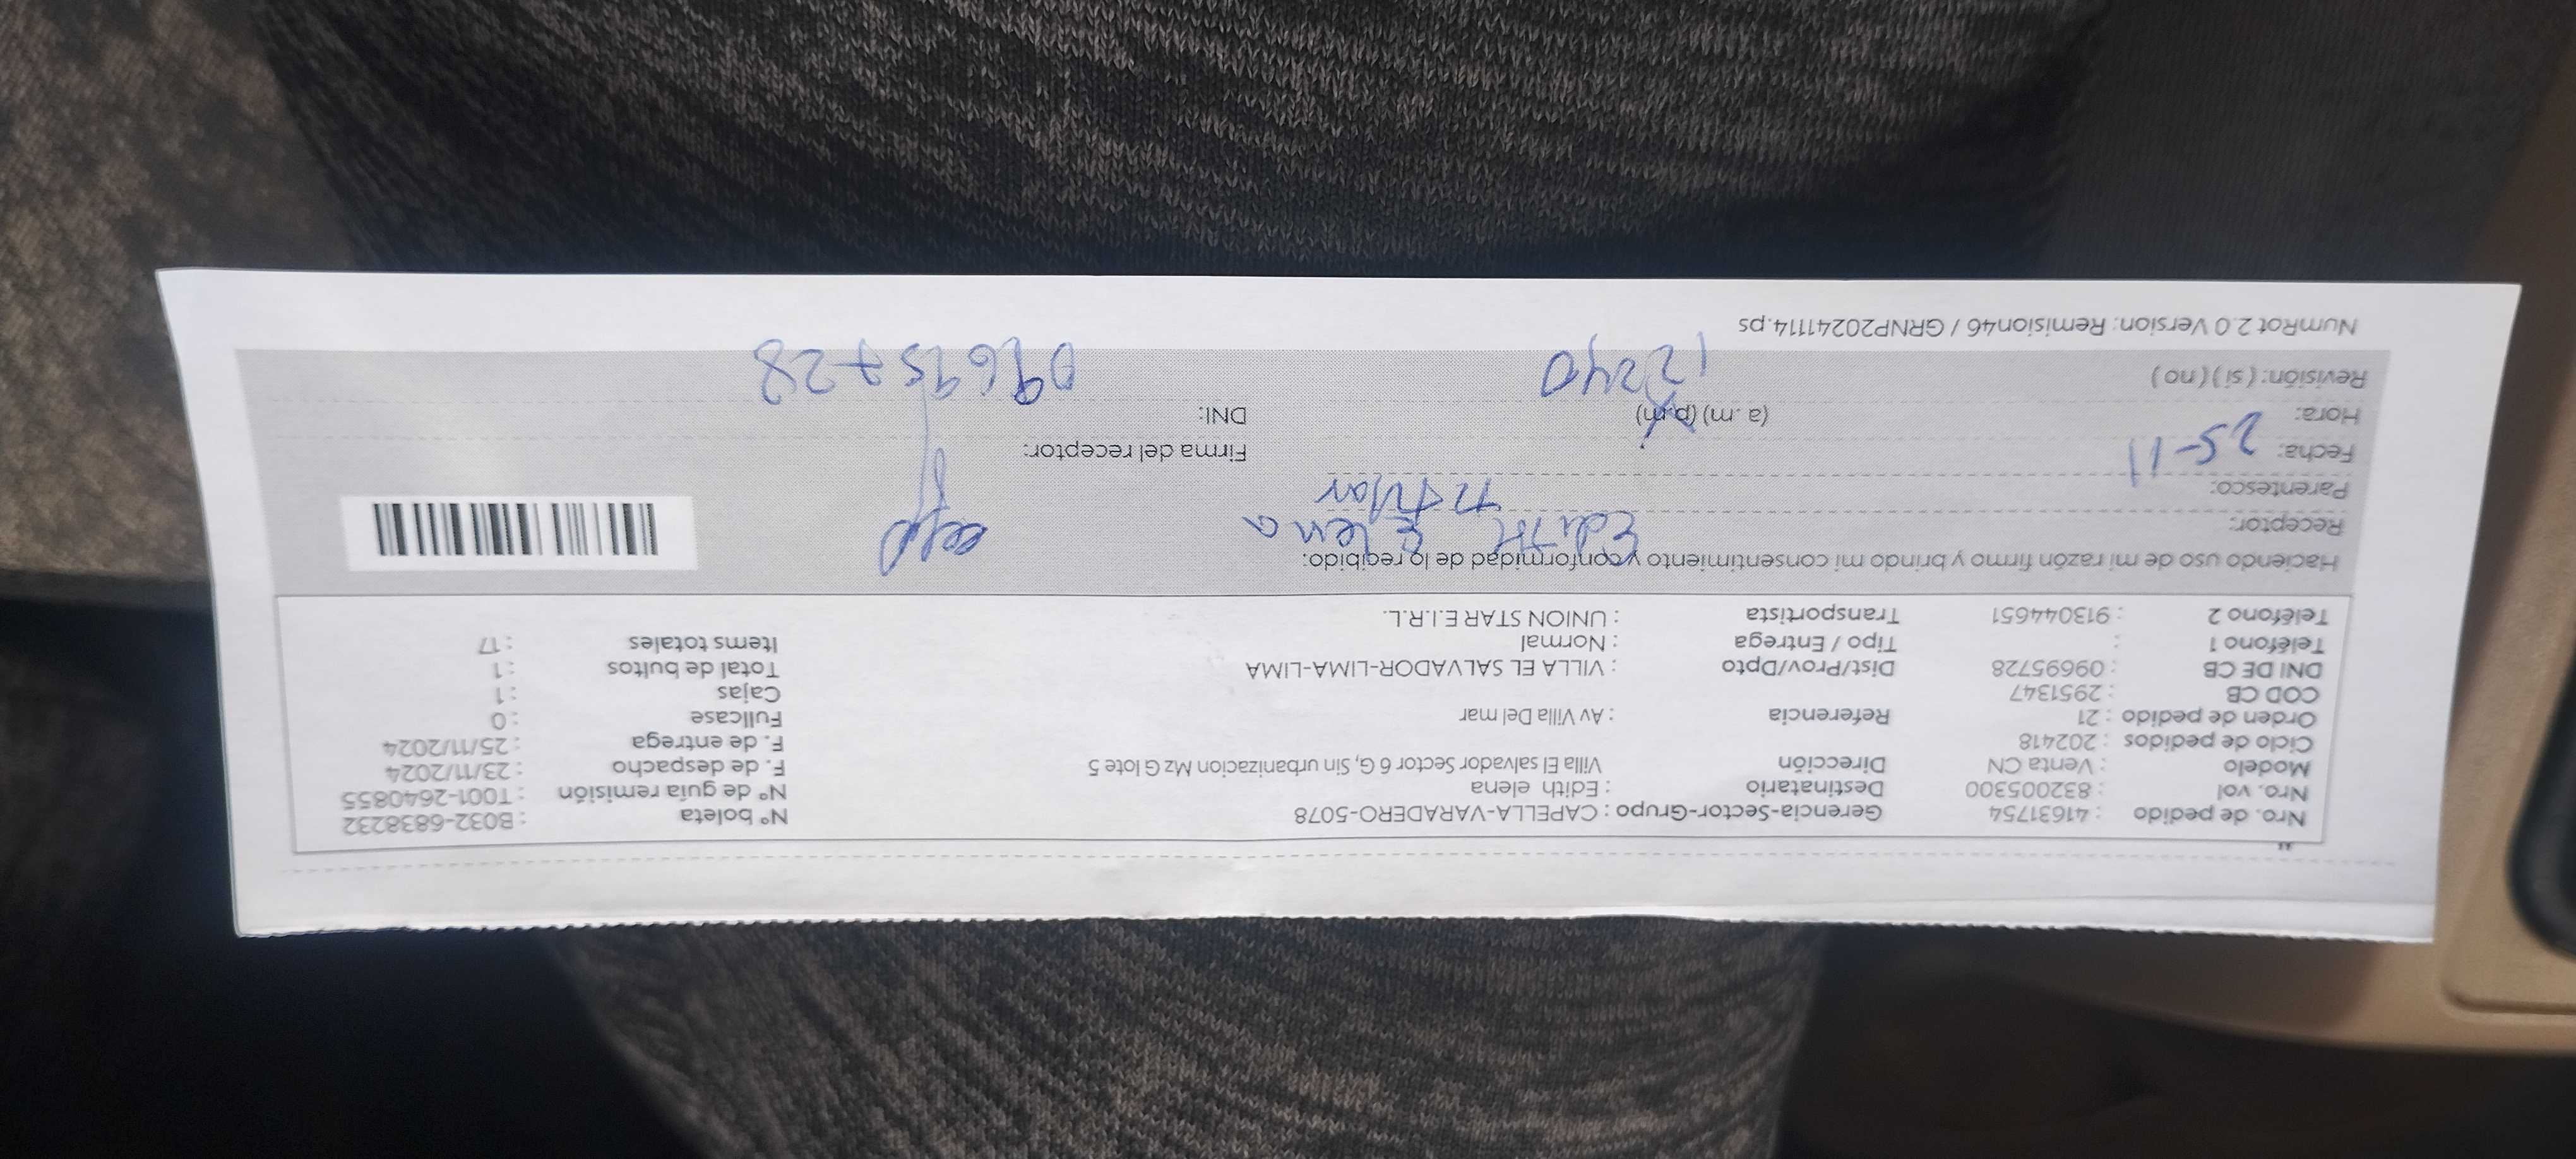 Nro. de pedido : 41631754 Gerencia-Sector-Grupo : CAPELLA-VARADERO-5078 N° boleta : B032-6838232
Nro. vol : 832005300 Destinatario : Edith elena N° de guía remisión : T001-2640855
Modelo : Venta CN Dirección Villa El salvador Sector 6 G, Sin urbanizacion Mz G lote 5 F. de despacho : 23/11/2024
Ciclo de pedidos : 202418 F. de entrega : 25/11/2024
Orden de pedido : 21 Referencia : Av Villa Del mar Fullcase : 0
COD CB : 2951347 Cajas : 1
DNI DE CB : 09695728 Dist/Prov/Dpto : VILLA EL SALVADOR-LIMA-LIMA Total de bultos : 1
Teléfono 1 : Tipo / Entrega : Normal Items totales : 17
Teléfono 2 : 913044651 Transportista : UNION STAR E.I.R.L.
Haciendo uso de mi razón firmo y brindo mi consentimiento y conformidad de lo recibido:
Receptor: Edith Elena
Parentesco:
Fecha: 25-11 Firma del receptor:
Hora: (a. m) (p.m) DNI:
Revisión: ( si ) ( no ) 12:40 09695728
NumRot 2.0 Version: Remision46 / GRNP20241114.ps